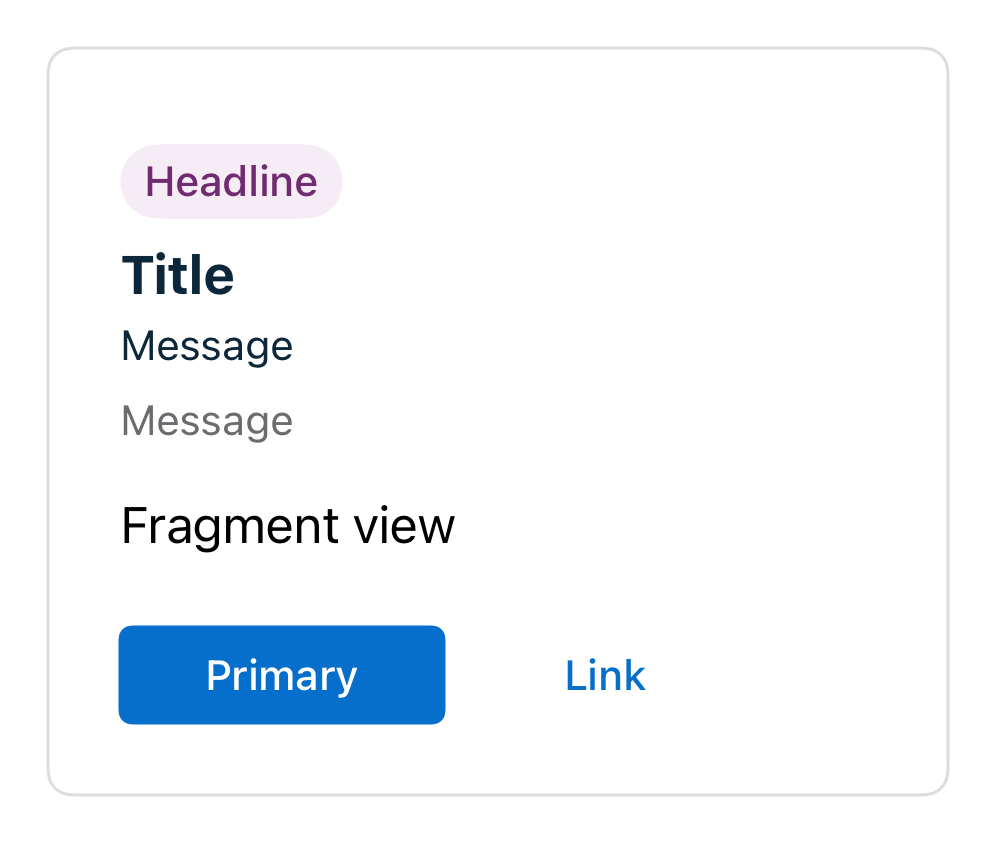 Headline
Title
Message
Message
Fragment view
Primary
Link